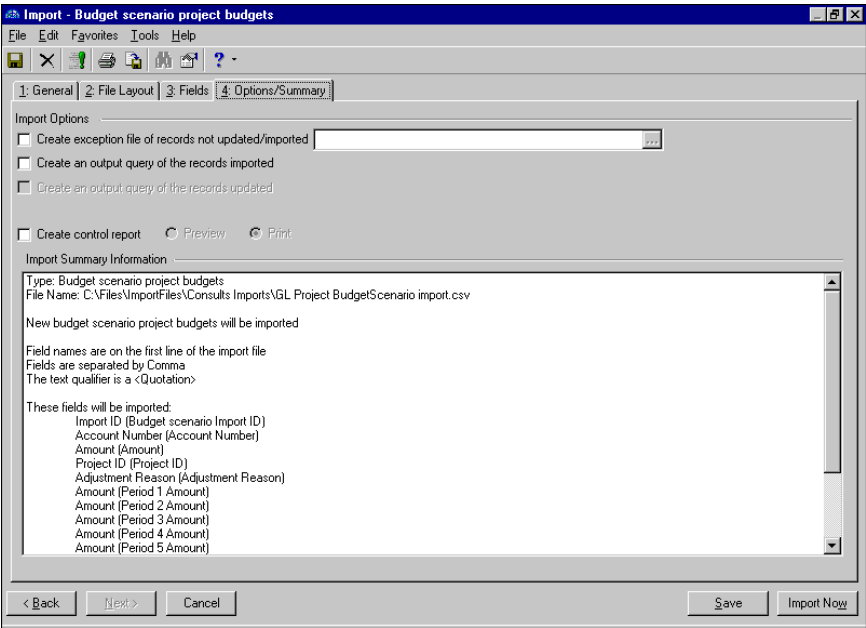 Import - Budget scenario project budgets
File Edit Favorites Tools Help
1: General 2: File Layout 3: Fields 4: Options/Summary
Import Options
Create exception file of records not updated/imported ...
Create an output query of the records imported
Create an output query of the records updated
Create control report Preview Print
Import Summary Information
Type: Budget scenario project budgets
File Name: C:\Files\ImportFiles\Consults Imports\GL Project BudgetScenario import.csv
New budget scenario project budgets will be imported
Field names are on the first line of the import file
Fields are separated by Comma
The text qualifier is a <Quotation>
These fields will be imported:
Import ID (Budget scenario Import ID)
Account Number (Account Number)
Amount (Amount)
Project ID (Project ID)
Adjustment Reason (Adjustment Reason)
Amount (Period 1 Amount)
Amount (Period 2 Amount)
Amount (Period 3 Amount)
Amount (Period 4 Amount)
Amount (Period 5 Amount)
< Back Next > Cancel Save Import Now